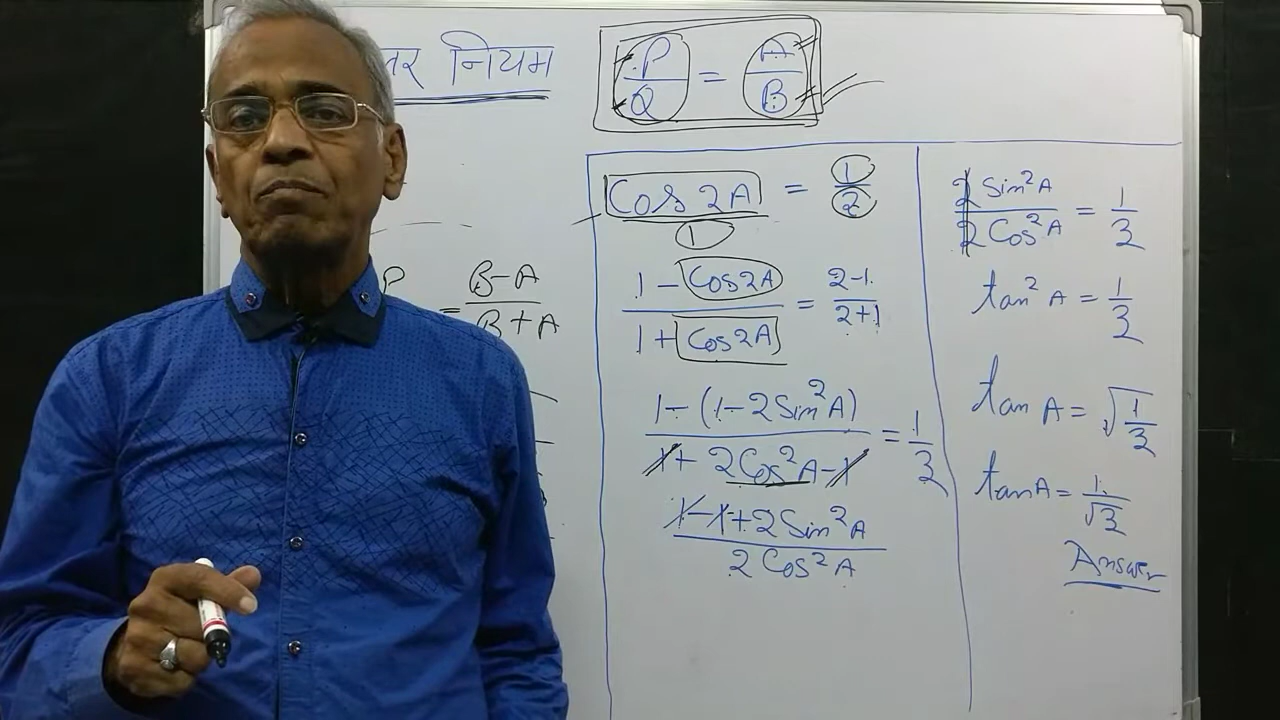 तर नियम
P/Q = A/B
P = B-A/B+A
Cos 2A = 1/2
1
1-Cos2A/1+Cos2A = 2-1/2+1
1-(1-2Sin²A)/1+2Cos²A-1 = 1/3
1-1+2Sin²A/2Cos²A
2Sin²A/2Cos²A = 1/3
tan²A = 1/3
tan A = √1/3
tanA = 1/√3
Answer